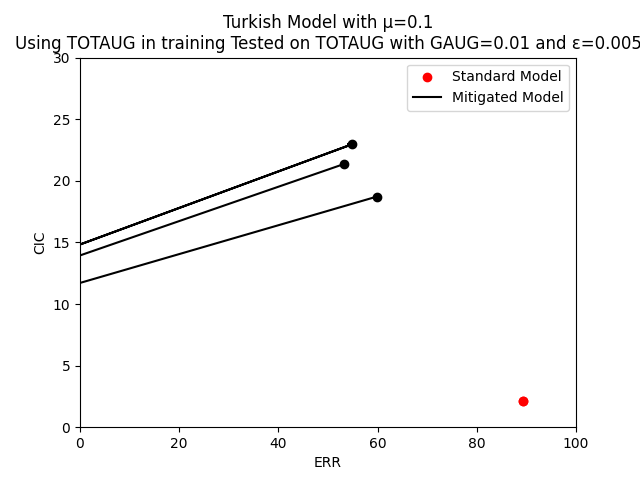 Turkish Model with μ=0.1
Using TOTAUG in training Tested on TOTAUG with GAUG=0.01 and ε=0.005
Standard Model
Mitigated Model
30
25
20
15
10
5
0
CIC
0 20 40 60 80 100
ERR